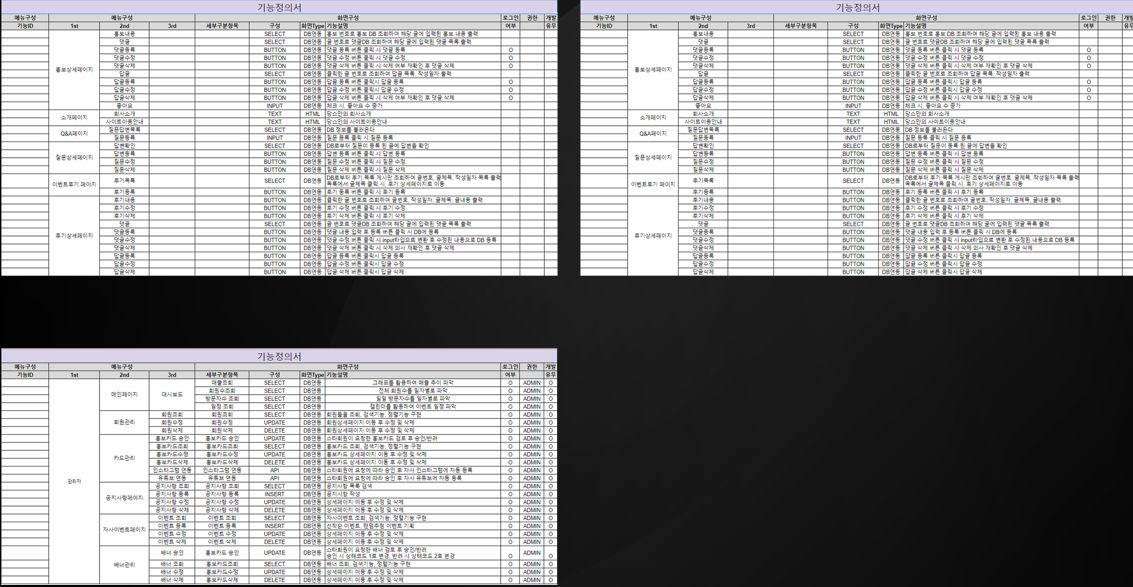 기능정의서
메뉴구성 메뉴구성 화면구성 로그인 권한 개발
기능ID 1st 2nd 3rd 세부구분항목 구성 화면Type 기능설명 여부 유무
홍보상세페이지
홍보내용 SELECT DB연동 홍보 번호로 홍보 DB 조회하여 해당 글에 입력된 홍보 내용 출력
댓글 SELECT DB연동 글 번호로 댓글DB 조회하여 해당 글에 입력된 댓글 목록 출력
댓글등록 BUTTON DB연동 댓글 등록 버튼 클릭 시 댓글 등록 O
댓글수정 BUTTON DB연동 댓글 수정 버튼 클릭 시 댓글 수정 O
댓글삭제 BUTTON DB연동 댓글 삭제 버튼 클릭 시 삭제 여부 재확인 후 댓글 삭제 O
답글 SELECT DB연동 클릭한 글 번호로 조회하여 답글 목록, 작성일자 출력
답글등록 BUTTON DB연동 답글 등록 버튼 클릭시 답글 등록 O
답글수정 BUTTON DB연동 답글 수정 버튼 클릭시 답글 수정 O
답글삭제 BUTTON DB연동 답글 삭제 버튼 클릭 시 삭제 여부 재확인 후 댓글 삭제 O
좋아요 INPUT DB연동 체크 시, 좋아요 수 증가
소개페이지
회사소개 TEXT HTML 당스만의 회사소개
사이트이용안내 TEXT HTML 당스만의 사이트이용안내
Q&A페이지
질문답변목록 SELECT DB연동 DB 정보를 불러온다
질문등록 INPUT DB연동 질문 등록 클릭 시 질문 등록
질문상세페이지
답변확인 SELECT DB연동 DB로부터 질문이 등록 된 글에 답변을 확인
답변등록 BUTTON DB연동 답변 등록 버튼 클릭 시 답변등록
질문수정 BUTTON DB연동 질문 수정 버튼 클릭 시 질문 수정
질문삭제 BUTTON DB연동 질문 삭제 버튼 클릭 시 질문 삭제
이벤트후기 페이지
후기목록 SELECT DB연동 DB로부터 후기 목록 게시판 조회하여 글번호, 글제목, 작성일자 목록 출력
목록에서 글제목 클릭 시, 후기 상세페이지로 이동
후기등록 BUTTON DB연동 후기 등록 버튼 클릭 시 후기 등록
후기상세페이지
후기내용 BUTTON DB연동 클릭한 글 번호로 조회하여 글번호, 작성일자, 글제목, 글내용 출력
후기수정 BUTTON DB연동 후기 수정 버튼 클릭 시 후기 수정
후기삭제 BUTTON DB연동 후기 삭제 버튼 클릭 시 후기 삭제
댓글 SELECT DB연동 글 번호로 댓글DB 조회하여 해당 글에 입력된 댓글 목록 출력
댓글등록 BUTTON DB연동 댓글 내용 입력 후 등록 버튼 클릭 시 DB에 등록
댓글수정 BUTTON DB연동 댓글 수정 버튼 클릭 시 input타입으로 변환 후 수정된 내용으로 DB 등록
댓글삭제 BUTTON DB연동 댓글 삭제 버튼 클릭 시 삭제 의사 재확인 후 댓글 삭제
답글등록 BUTTON DB연동 답글 등록 버튼 클릭시 답글 등록
답글수정 BUTTON DB연동 답글 수정 버튼 클릭시 답글 수정
답글삭제 BUTTON DB연동 답글 삭제 버튼 클릭시 답글 삭제
기능정의서
메뉴구성 메뉴구성 화면구성 로그인 권한 개발
기능ID 1st 2nd 3rd 세부구분항목 구성 화면Type 기능설명 여부 유무
홍보상세페이지
홍보내용 SELECT DB연동 홍보 번호로 홍보 DB 조회하여 해당 글에 입력된 홍보 내용 출력
댓글 SELECT DB연동 글 번호로 댓글DB 조회하여 해당 글에 입력된 댓글 목록 출력
댓글등록 BUTTON DB연동 댓글 등록 버튼 클릭 시 댓글 등록 O
댓글수정 BUTTON DB연동 댓글 수정 버튼 클릭 시 댓글 수정 O
댓글삭제 BUTTON DB연동 댓글 삭제 버튼 클릭 시 삭제 여부 재확인 후 댓글 삭제 O
답글 SELECT DB연동 클릭한 글 번호로 조회하여 답글 목록, 작성일자 출력
답글등록 BUTTON DB연동 답글 등록 버튼 클릭시 답글 등록 O
답글수정 BUTTON DB연동 답글 수정 버튼 클릭시 답글 수정 O
답글삭제 BUTTON DB연동 답글 삭제 버튼 클릭 시 삭제 여부 재확인 후 댓글 삭제 O
좋아요 INPUT DB연동 체크 시, 좋아요 수 증가
소개페이지
회사소개 TEXT HTML 당스만의 회사소개
사이트이용안내 TEXT HTML 당스만의 사이트이용안내
Q&A페이지
질문답변목록 SELECT DB연동 DB 정보를 불러온다
질문등록 INPUT DB연동 질문 등록 클릭 시 질문 등록
질문상세페이지
답변확인 SELECT DB연동 DB로부터 질문이 등록 된 글에 답변을 확인
답변등록 BUTTON DB연동 답변 등록 버튼 클릭 시 답변등록
질문수정 BUTTON DB연동 질문 수정 버튼 클릭 시 질문 수정
질문삭제 BUTTON DB연동 질문 삭제 버튼 클릭 시 질문 삭제
이벤트후기 페이지
후기목록 SELECT DB연동 DB로부터 후기 목록 게시판 조회하여 글번호, 글제목, 작성일자 목록 출력
목록에서 글제목 클릭 시, 후기 상세페이지로 이동
후기등록 BUTTON DB연동 후기 등록 버튼 클릭 시 후기 등록
후기상세페이지
후기내용 BUTTON DB연동 클릭한 글 번호로 조회하여 글번호, 작성일자, 글제목, 글내용 출력
후기수정 BUTTON DB연동 후기 수정 버튼 클릭 시 후기 수정
후기삭제 BUTTON DB연동 후기 삭제 버튼 클릭 시 후기 삭제
댓글 SELECT DB연동 글 번호로 댓글DB 조회하여 해당 글에 입력된 댓글 목록 출력
댓글등록 BUTTON DB연동 댓글 내용 입력 후 등록 버튼 클릭 시 DB에 등록
댓글수정 BUTTON DB연동 댓글 수정 버튼 클릭 시 input타입으로 변환 후 수정된 내용으로 DB 등록
댓글삭제 BUTTON DB연동 댓글 삭제 버튼 클릭 시 삭제 의사 재확인 후 댓글 삭제
답글등록 BUTTON DB연동 답글 등록 버튼 클릭시 답글 등록
답글수정 BUTTON DB연동 답글 수정 버튼 클릭시 답글 수정
답글삭제 BUTTON DB연동 답글 삭제 버튼 클릭시 답글 삭제
기능정의서
메뉴구성 메뉴구성 화면구성 로그인 권한 개발
기능ID 1st 2nd 3rd 세부구분항목 구성 화면Type 기능설명 여부 유무
관리자
메인페이지 대시보드
매출조회 SELECT DB연동 그래프를 활용하여 매출 추이 파악 O ADMIN O
회원수조회 SELECT DB연동 전체 회원수를 일자별로 파악 O ADMIN O
방문자수 조회 SELECT DB연동 일일 방문자수를 일자별로 파악 O ADMIN O
일정 조회 SELECT DB연동 캘린더를 활용하여 이벤트 일정 파악 O ADMIN O
회원관리
회원조회 회원조회 SELECT DB연동 회원들을 조회, 검색기능, 정렬기능 구현 O ADMIN O
회원수정 회원수정 UPDATE DB연동 회원상세페이지 이동 후 수정 및 삭제 O ADMIN O
회원삭제 회원삭제 DELETE DB연동 회원상세페이지 이동 후 수정 및 삭제 O ADMIN O
카드관리
홍보카드 승인 홍보카드 승인 UPDATE DB연동 스타회원이 요청한 홍보카드 검토 후 승인/반려 O ADMIN O
홍보카드조회 홍보카드조회 SELECT DB연동 홍보카드 조회, 검색기능, 정렬기능 구현 O ADMIN O
홍보카드수정 홍보카드수정 UPDATE DB연동 홍보카드 상세페이지 이동 후 수정 및 삭제 O ADMIN O
홍보카드삭제 홍보카드삭제 DELETE DB연동 홍보카드 상세페이지 이동 후 수정 및 삭제 O ADMIN O
인스타그램 연동 인스타그램 연동 API DB연동 스타회원에 요청에 따라 승인 후 자사 인스타그램에 자동 등록 O ADMIN O
유튜브 연동 유튜브 연동 API DB연동 스타회원에 요청에 따라 승인 후 자사 유튜브에 자동 등록 O ADMIN O
공지사항페이지
공지사항 조회 공지사항 조회 SELECT DB연동 공지사항 목록 검색 O ADMIN O
공지사항 등록 공지사항 등록 INSERT DB연동 공지사항 작성 O ADMIN O
공지사항 수정 공지사항 수정 UPDATE DB연동 상세페이지 이동 후 수정 및 삭제 O ADMIN O
공지사항 삭제 공지사항 삭제 DELETE DB연동 상세페이지 이동 후 수정 및 삭제 O ADMIN O
자사이벤트페이지
이벤트 조회 이벤트 조회 SELECT DB연동 자사이벤트 조회, 검색기능, 정렬기능 구현 O ADMIN O
이벤트 등록 이벤트 등록 INSERT DB연동 선착순 이벤트, 랜덤추첨 이벤트 기획 O ADMIN O
이벤트 수정 이벤트 수정 UPDATE DB연동 상세페이지 이동 후 수정 및 삭제 O ADMIN O
이벤트 삭제 이벤트 삭제 DELETE DB연동 상세페이지 이동 후 수정 및 삭제 O ADMIN O
배너관리
배너 승인 홍보카드 승인 UPDATE DB연동 스타회원이 요청한 배너 검토 후 승인/반려
승인 시 상태코드 1로 변경, 반려 시 상태코드 2로 변경 O ADMIN O
배너 조회 홍보카드조회 SELECT DB연동 배너 조회, 검색기능, 정렬기능 구현 O ADMIN O
배너 수정 홍보카드수정 UPDATE DB연동 상세페이지 이동 후 수정 및 삭제 O ADMIN O
배너 삭제 홍보카드삭제 DELETE DB연동 상세페이지 이동 후 수정 및 삭제 O ADMIN O